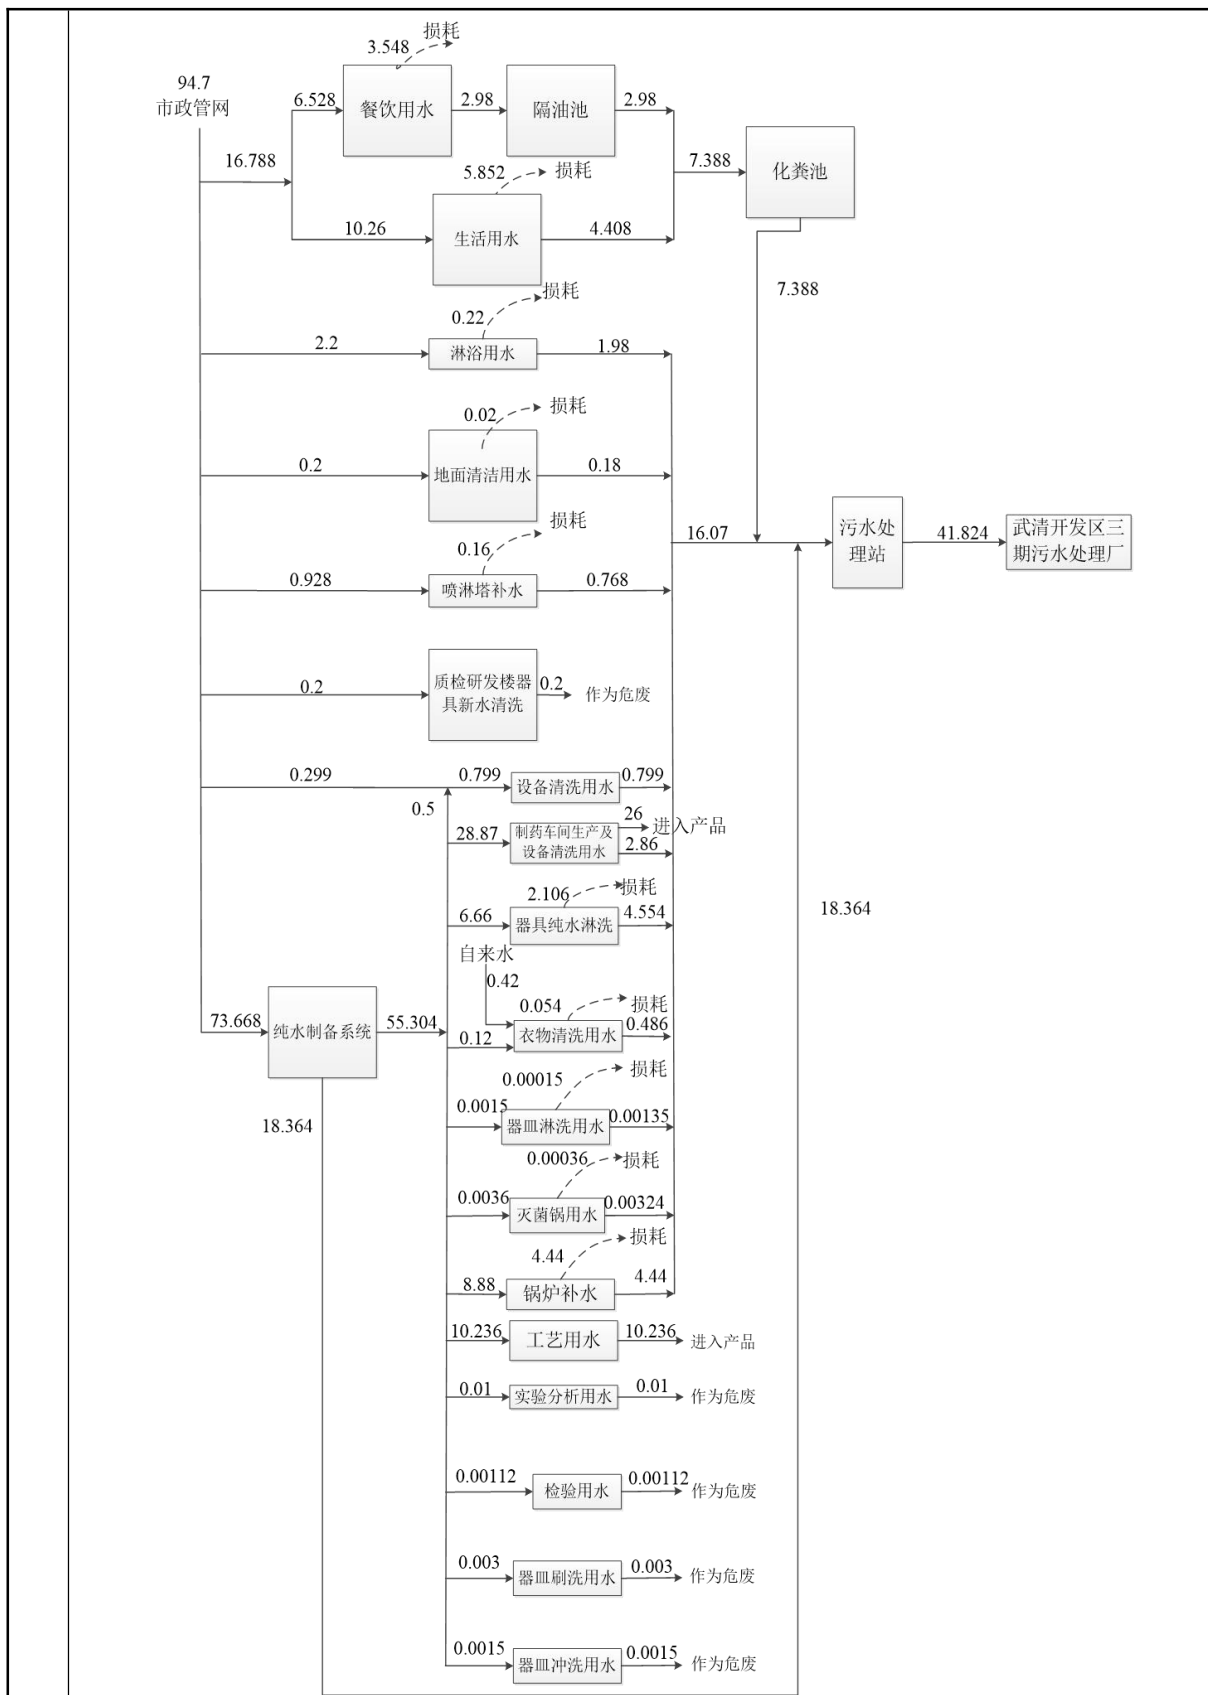 损耗
3.548
94.7
市政管网
6.528
餐饮用水
2.98
隔油池
2.98
16.788
7.388
化粪池
5.852
损耗
10.26
生活用水
4.408
7.388
损耗
0.22
2.2
淋浴用水
1.98
损耗
0.02
0.2
地面清洁用水
0.18
损耗
0.16
0.928
喷淋塔补水
0.768
16.07
污水处
理站
41.824
武清开发区三
期污水处理厂
0.2
质检研发楼器
具新水清洗
0.2
作为危废
0.299
0.799
设备清洗用水
0.799
0.5
28.87
制药车间生产及
设备清洗用水
26
进入产品
2.86
2.106
损耗
6.66
器具纯水淋洗
4.554
18.364
自来水
0.42
0.054
损耗
73.668
纯水制备系统
55.304
0.12
衣物清洗用水
0.486
0.00015
损耗
18.364
0.0015
器皿淋洗用水
0.00135
0.00036
损耗
0.0036
灭菌锅用水
0.00324
4.44
损耗
8.88
锅炉补水
4.44
10.236
工艺用水
10.236
进入产品
0.01
实验分析用水
0.01
作为危废
0.00112
检验用水
0.00112
作为危废
0.003
器皿刷洗用水
0.003
作为危废
0.0015
器皿冲洗用水
0.0015
作为危废